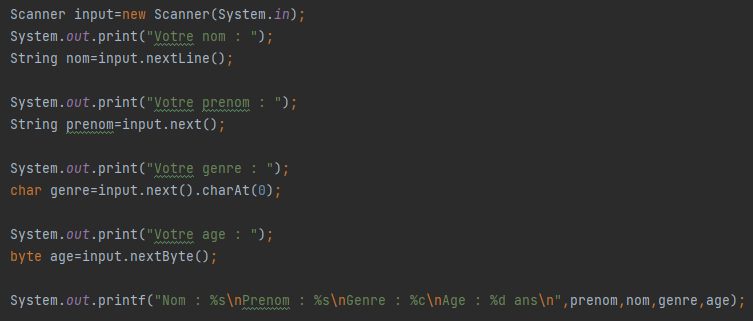 Scanner input=new Scanner(System.in);
System.out.print("Votre nom : ");
String nom=input.nextLine();
System.out.print("Votre prenom : ");
String prenom=input.next();
System.out.print("Votre genre : ");
char genre=input.next().charAt(0);
System.out.print("Votre age : ");
byte age=input.nextByte();
System.out.printf("Nom : %s\nPrenom : %s\nGenre : %c\nAge : %d ans\n",prenom,nom,genre,age);